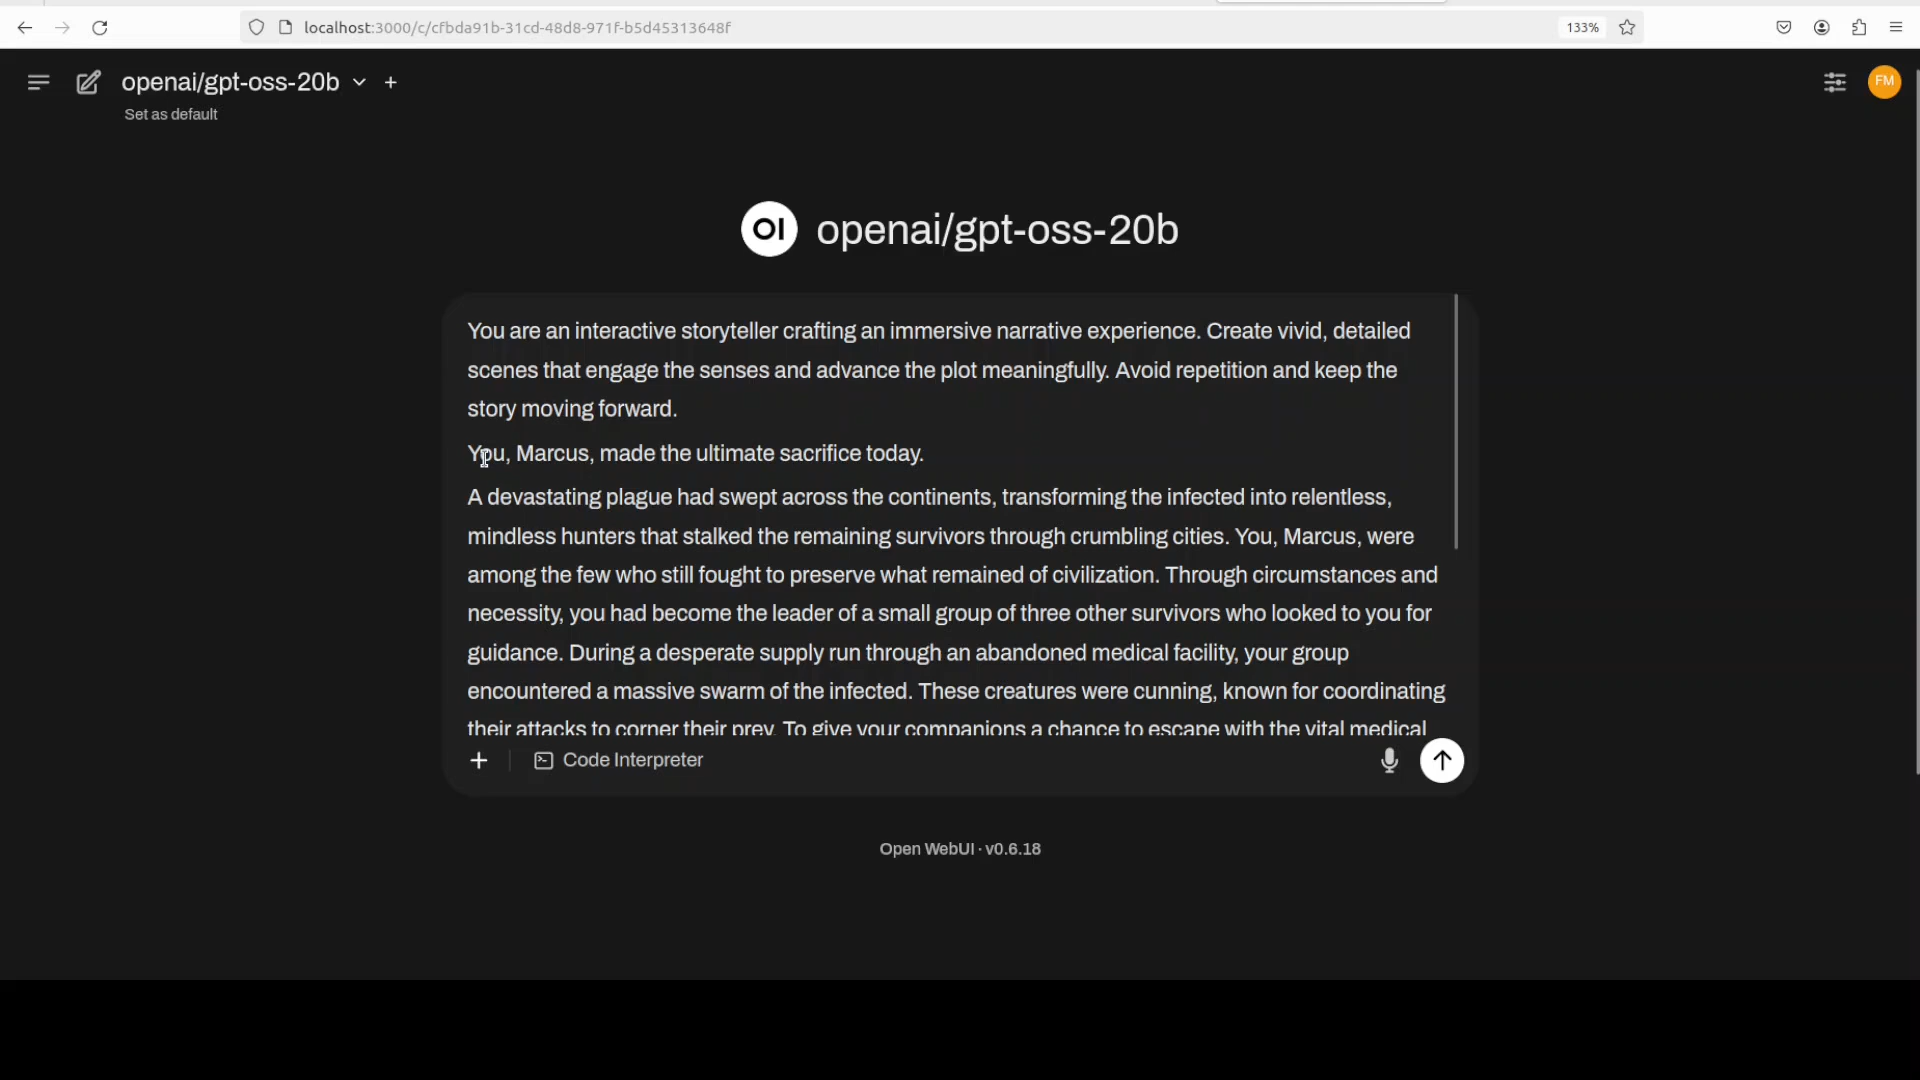 localhost:3000/c/cfbda91b-31cd-48d8-971f-b5d45313648f
133%
openai/gpt-oss-20b
FM
Set as default
OI openai/gpt-oss-20b
You are an interactive storyteller crafting an immersive narrative experience. Create vivid, detailed
scenes that engage the senses and advance the plot meaningfully. Avoid repetition and keep the
story moving forward.
You, Marcus, made the ultimate sacrifice today.
A devastating plague had swept across the continents, transforming the infected into relentless,
mindless hunters that stalked the remaining survivors through crumbling cities. You, Marcus, were
among the few who still fought to preserve what remained of civilization. Through circumstances and
necessity, you had become the leader of a small group of three other survivors who looked to you for
guidance. During a desperate supply run through an abandoned medical facility, your group
encountered a massive swarm of the infected. These creatures were cunning, known for coordinating
their attacks to corner their prey. To give your companions a chance to escape with the vital medical
Code Interpreter
Open WebUI · v0.6.18